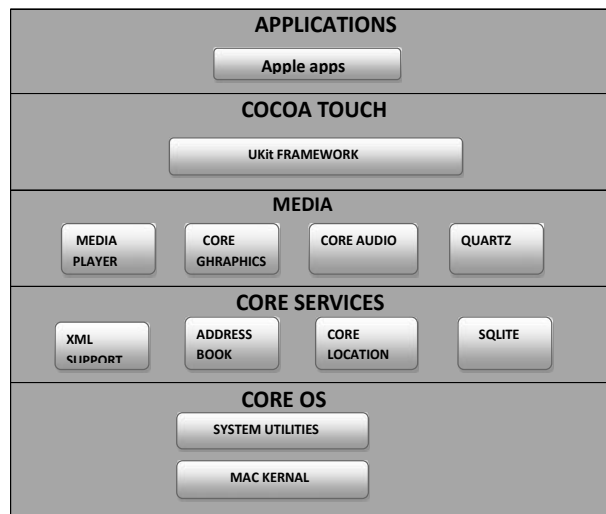 APPLICATIONS
Apple apps
COCOA TOUCH
UKit FRAMEWORK
MEDIA
MEDIA
PLAYER
CORE
GHRAPHICS
CORE AUDIO
QUARTZ
CORE SERVICES
XML
SUPPORT
ADDRESS
BOOK
CORE
LOCATION
SQLITE
CORE OS
SYSTEM UTILITIES
MAC KERNAL